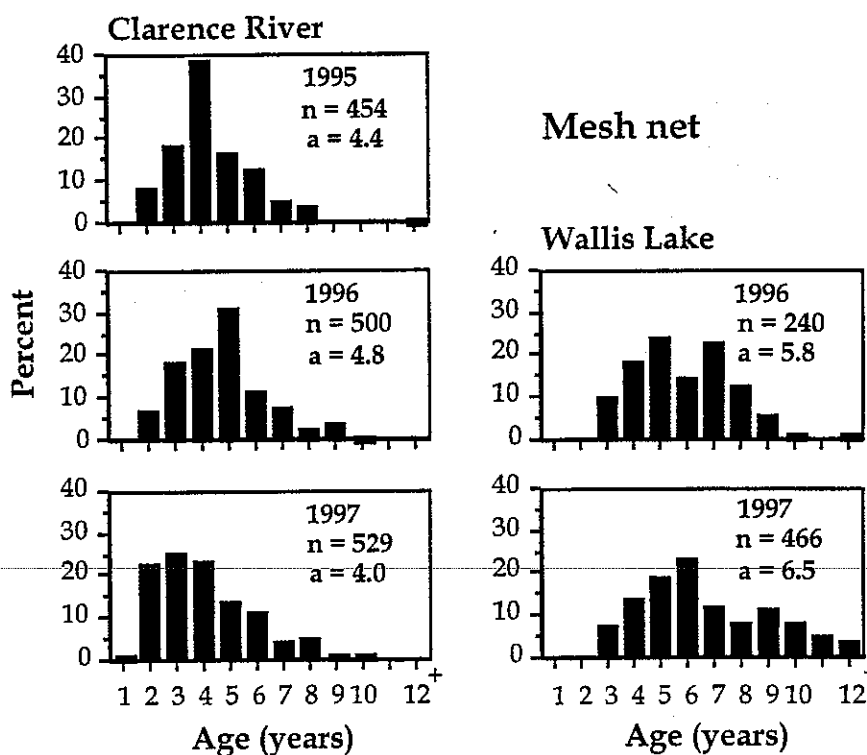 Clarence River
40
30
20
10
0
1995
n = 454
a = 4.4
Mesh net
Wallis Lake
Percent
40
30
20
10
0
1996
n = 500
a = 4.8
40
30
20
10
0
1996
n = 240
a = 5.8
40
30
20
10
0
1997
n = 529
a = 4.0
1 2 3 4 5 6 7 8 9 10 12+
Age (years)
40
30
20
10
0
1997
n = 466
a = 6.5
1 2 3 4 5 6 7 8 9 10 12
Age (years)